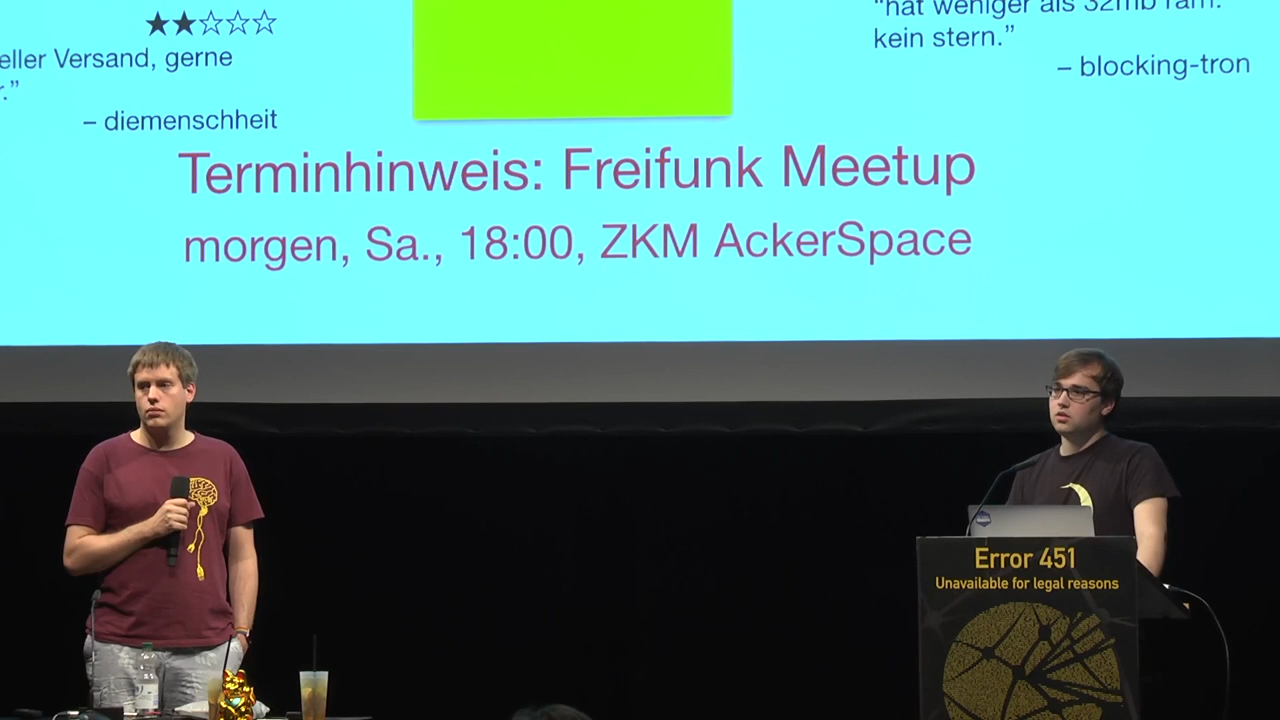 ★★☆☆☆
eller Versand, gerne
.”
– diemenschheit
“hat weniger als 32mb ram.
kein stern.”
– blocking-tron
Terminhinweis: Freifunk Meetup
morgen, Sa., 18:00, ZKM AckerSpace
Error 451
Unavailable for legal reasons